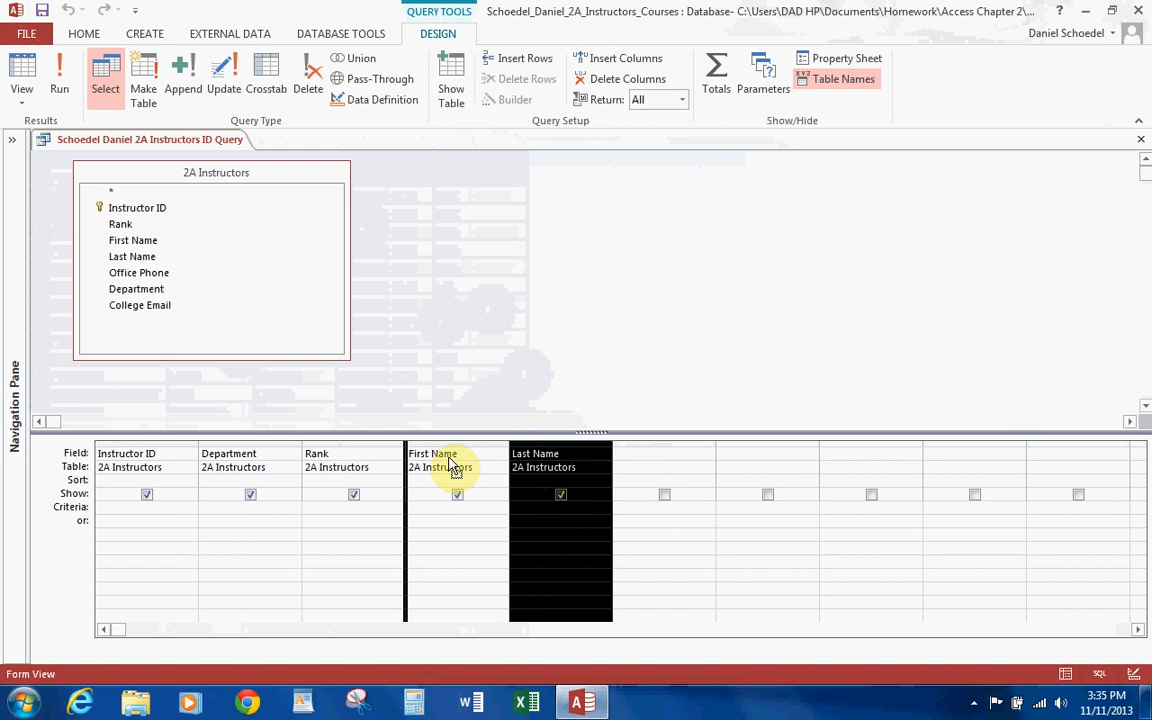 QUERY TOOLS
Schoedel_Daniel_2A_Instructors_Courses : Database- C:\Users\DAD HP\Documents\Homework\Access Chapter 2\...
?
FILE HOME CREATE EXTERNAL DATA DATABASE TOOLS DESIGN
Daniel Schoedel
View
Run
Select
Make Table
Append
Update
Crosstab
Delete
Union
Pass-Through
Data Definition
Show Table
Insert Rows
Delete Rows
Builder
Insert Columns
Delete Columns
Return: All
Totals
Parameters
Property Sheet
XYZ Table Names
Results
Query Type
Query Setup
Show/Hide
Schoedel Daniel 2A Instructors ID Query
2A Instructors
*
Instructor ID
Rank
First Name
Last Name
Office Phone
Department
College Email
Navigation Pane
Field: Instructor ID Department Rank First Name Last Name
Table: 2A Instructors 2A Instructors 2A Instructors 2A Instructors 2A Instructors
Sort:
Show:
Criteria:
or:
Form View
SQL
3:35 PM
11/11/2013